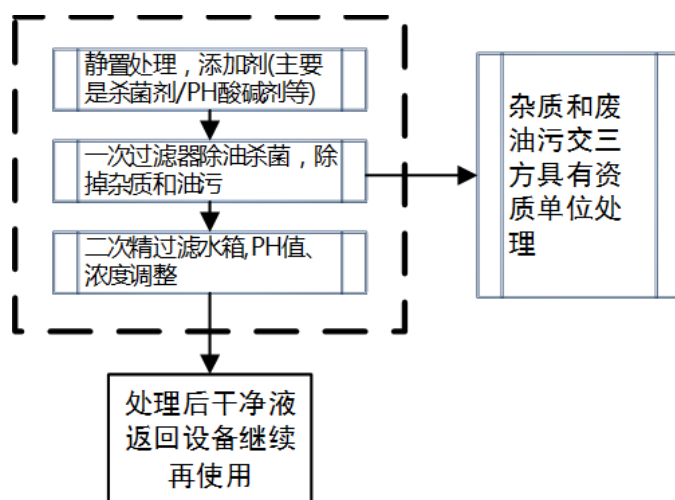 静置处理，添加剂(主要
是杀菌剂/PH酸碱剂等)
一次过滤器除油杀菌，除
掉杂质和油污
二次精过滤水箱,PH值、
浓度调整
杂质和废
油污交三
方具有资
质单位处
理
处理后干净液
返回设备继续
再使用